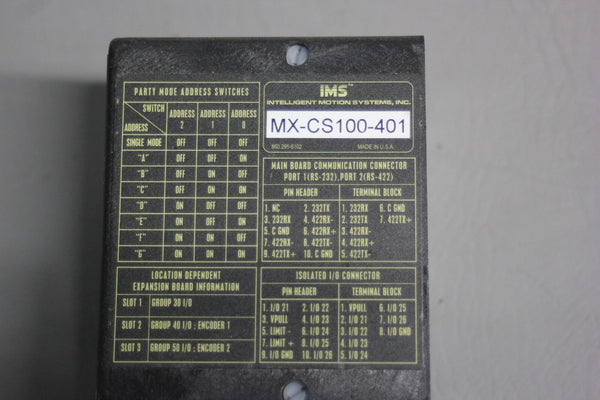 PARTY MODE ADDRESS SWITCHES
SWITCH ADDRESS ADDRESS 2 ADDRESS 1 ADDRESS 0
SINGLE MODE OFF OFF OFF
"A" OFF OFF ON
"B" OFF ON OFF
"C" OFF ON ON
"D" ON OFF OFF
"E" ON OFF ON
"F" ON ON OFF
"G" ON ON ON
LOCATION DEPENDENT
EXPANSION BOARD INFORMATION
SLOT 1 GROUP 30 I/O
SLOT 2 GROUP 40 I/O ; ENCODER 1
SLOT 3 GROUP 50 I/O ; ENCODER 2
IMS™
INTELLIGENT MOTION SYSTEMS, INC.
MX-CS100-401
860 295-6102 MADE IN U.S.A.
MAIN BOARD COMMUNICATION CONNECTOR
PORT 1(RS-232),PORT 2(RS-422)
PIN HEADER TERMINAL BLOCK
1. NC 2. 232TX 1. 232RX 6. C GND
3. 232RX 4. 422RX- 2. 232TX 7. 422TX+
5. C GND 6. 422RX+ 3. 422RX-
7. 422RX- 8. 422TX- 4. 422RX+
9. 422TX+ 10. C GND 5. 422TX-
ISOLATED I/O CONNECTOR
PIN HEADER TERMINAL BLOCK
1. I/O 21 2. I/O 22 1. VPULL 6. I/O 25
3. VPULL 4. I/O 23 2. I/O 21 7. I/O 26
5. LIMIT - 6. I/O 24 3. I/O 22 8. I/O GND
7. LIMIT + 8. I/O 25 4. I/O 23
9. I/O GND 10. I/O 26 5. I/O 24